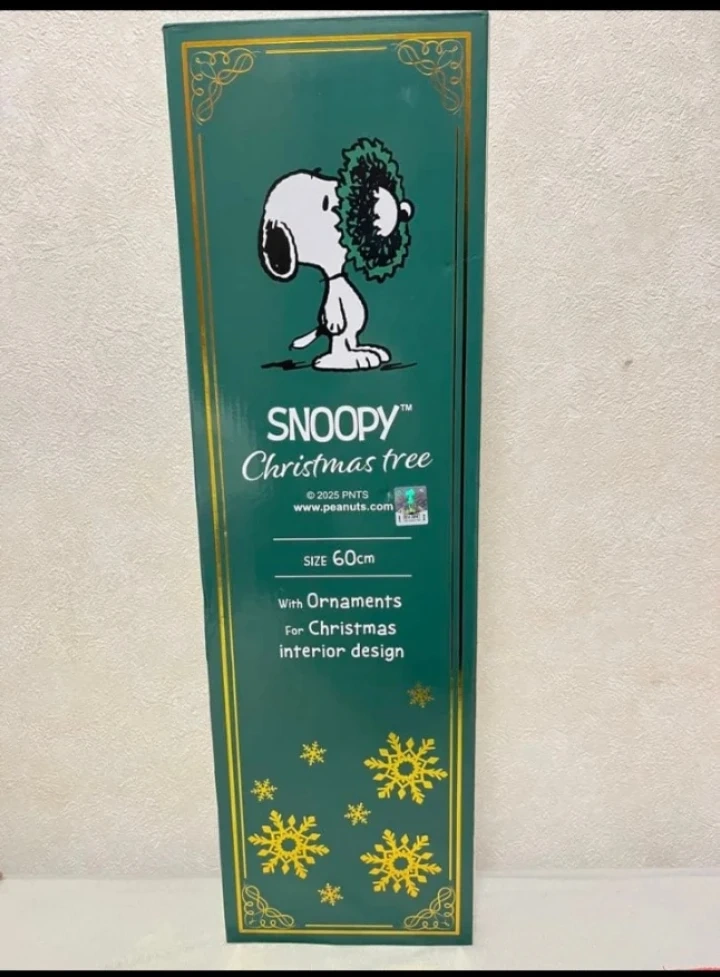 SNOOPY™
Christmas tree
© 2025 PNTS
www.peanuts.com
SIZE 60cm
With Ornaments
For Christmas
interior design